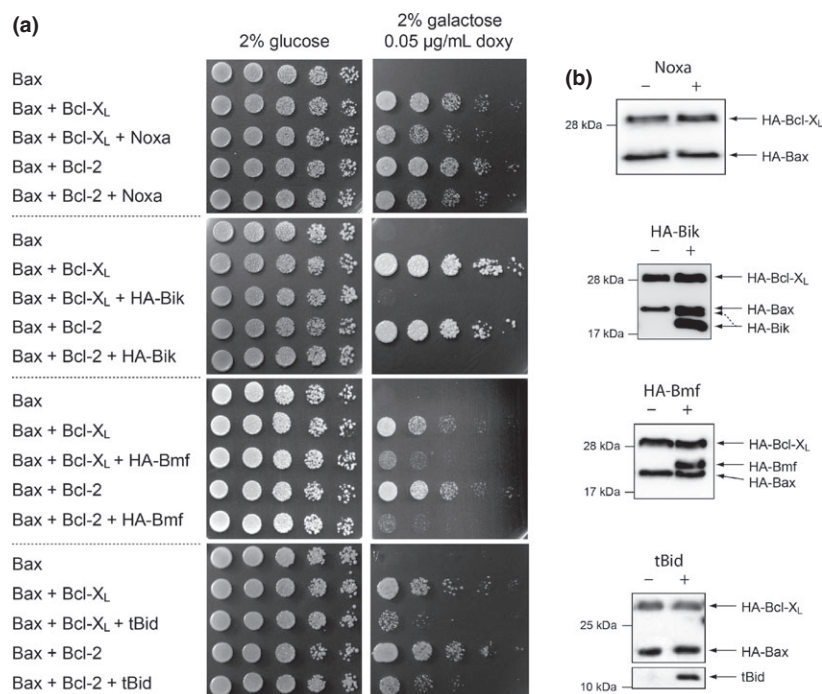 (a)
2% glucose
2% galactose
0.05 µg/mL doxy
Bax
Bax + Bcl-XL
Bax + Bcl-XL + Noxa
Bax + Bcl-2
Bax + Bcl-2 + Noxa
Bax
Bax + Bcl-XL
Bax + Bcl-XL + HA-Bik
Bax + Bcl-2
Bax + Bcl-2 + HA-Bik
Bax
Bax + Bcl-XL
Bax + Bcl-XL + HA-Bmf
Bax + Bcl-2
Bax + Bcl-2 + HA-Bmf
Bax
Bax + Bcl-XL
Bax + Bcl-XL + tBid
Bax + Bcl-2
Bax + Bcl-2 + tBid
(b)
Noxa
− +
28 kDa
HA-Bcl-XL
HA-Bax
HA-Bik
− +
28 kDa
HA-Bcl-XL
HA-Bax
17 kDa
HA-Bik
HA-Bmf
− +
28 kDa
HA-Bcl-XL
HA-Bmf
17 kDa
HA-Bax
tBid
− +
HA-Bcl-XL
25 kDa
HA-Bax
tBid
10 kDa